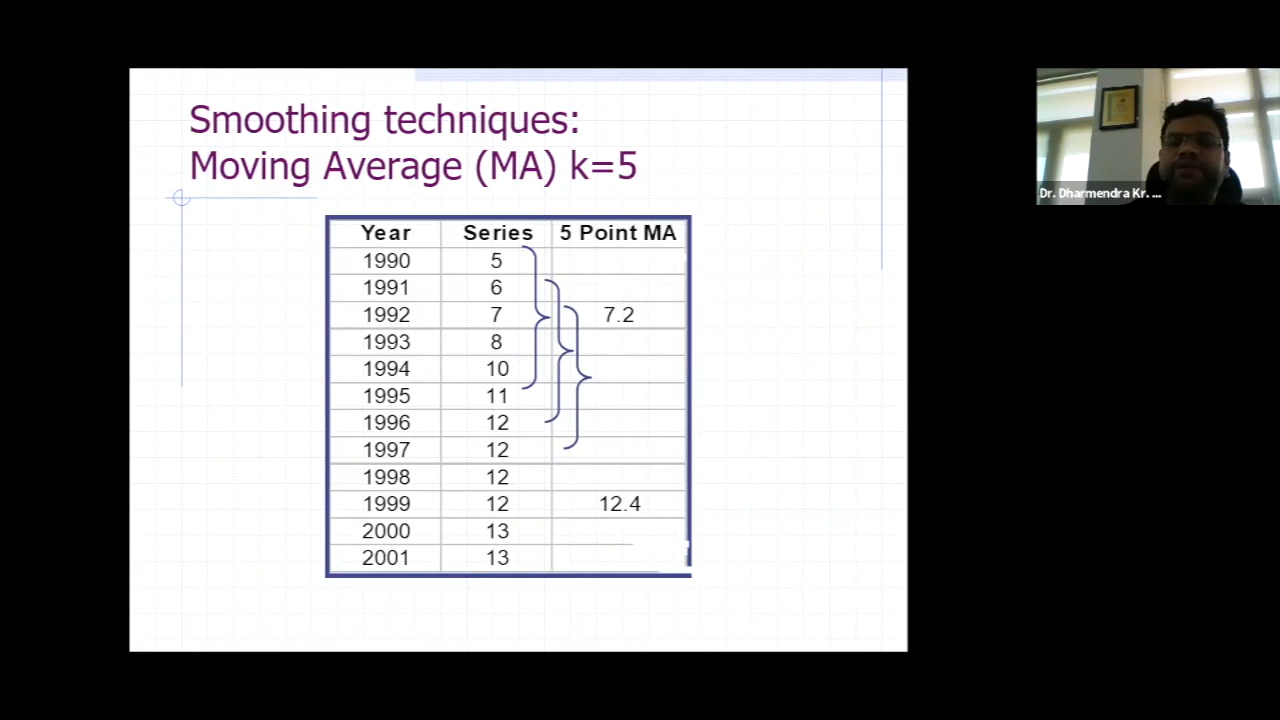 Smoothing techniques:
Moving Average (MA) k=5
Year Series 5 Point MA
1990 5
1991 6
1992 7 7.2
1993 8
1994 10
1995 11
1996 12
1997 12
1998 12
1999 12 12.4
2000 13
2001 13
Dr. Dharmendra Kr. ...